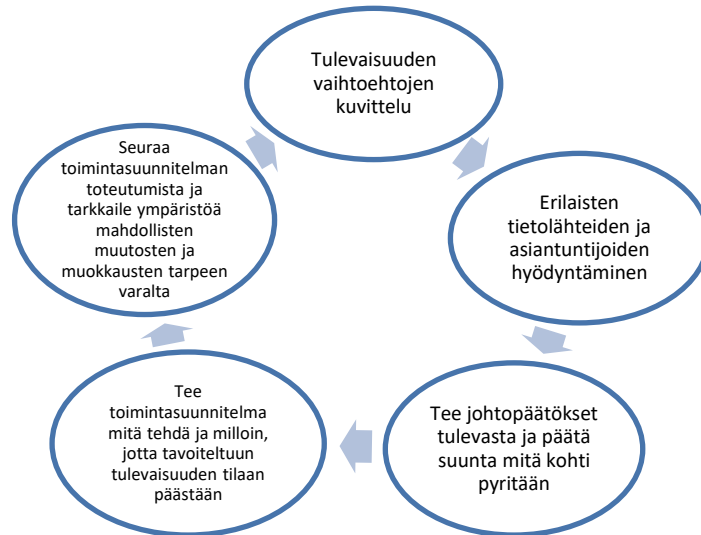 Tulevaisuuden
vaihtoehtojen
kuvittelu
Erilaisten
tietolähteiden ja
asiantuntijoiden
hyödyntäminen
Tee johtopäätökset
tulevasta ja päätä
suunta mitä kohti
pyritään
Tee
toimintasuunnitelma
mitä tehdä ja milloin,
jotta tavoiteltuun
tulevaisuuden tilaan
päästään
Seuraa
toimintasuunnitelman
toteutumista ja
tarkkaile ympäristöä
mahdollisten
muutosten ja
muokkausten tarpeen
varalta